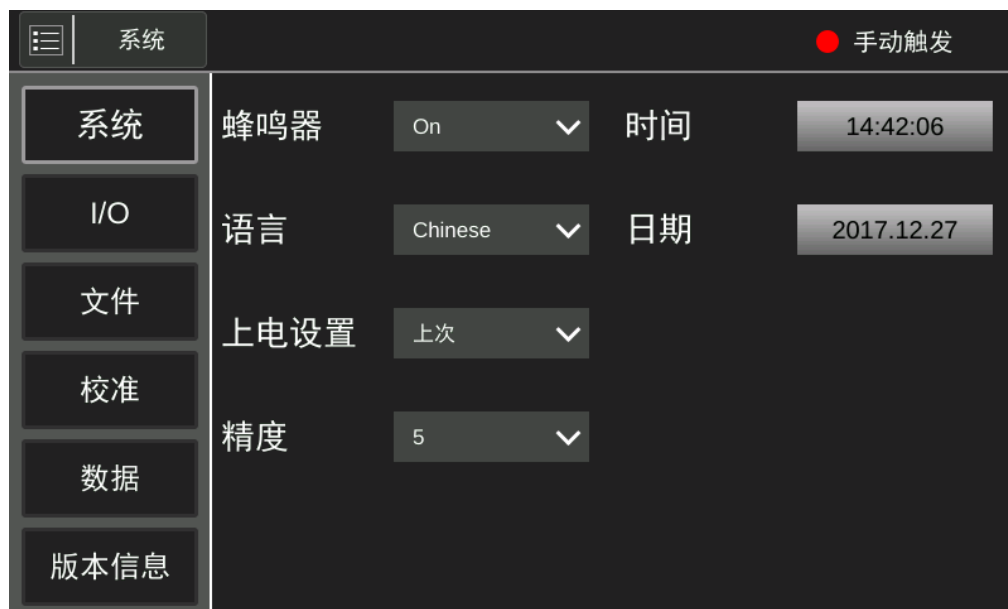 系统
手动触发
系统
I/O
文件
校准
数据
版本信息
蜂鸣器 On 时间 14:42:06
语言 Chinese 日期 2017.12.27
上电设置 上次
精度 5